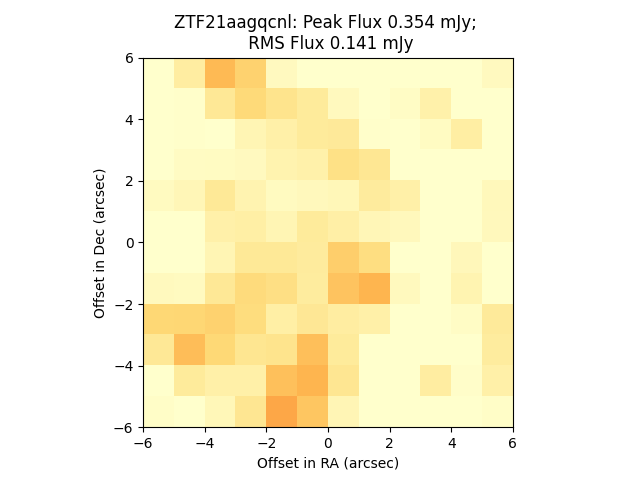 ZTF21aagqcnl: Peak Flux 0.354 mJy;
RMS Flux 0.141 mJy
6
4
2
0
−2
−4
−6
Offset in Dec (arcsec)
−6 −4 −2 0 2 4 6
Offset in RA (arcsec)